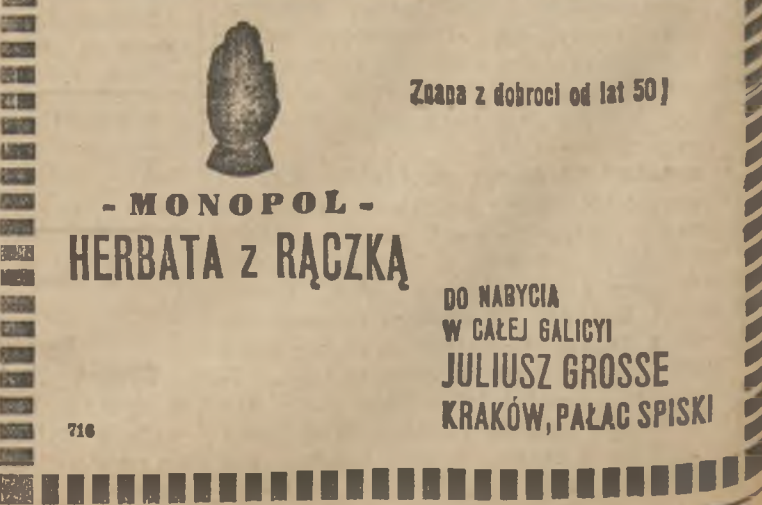 Znana z dobroci od lat 50!
- MONOPOL -
HERBATA z RĄCZKĄ
DO NABYCIA
W CAŁEJ GALICYI
JULIUSZ GROSSE
KRAKÓW, PAŁAC SPISKI
716